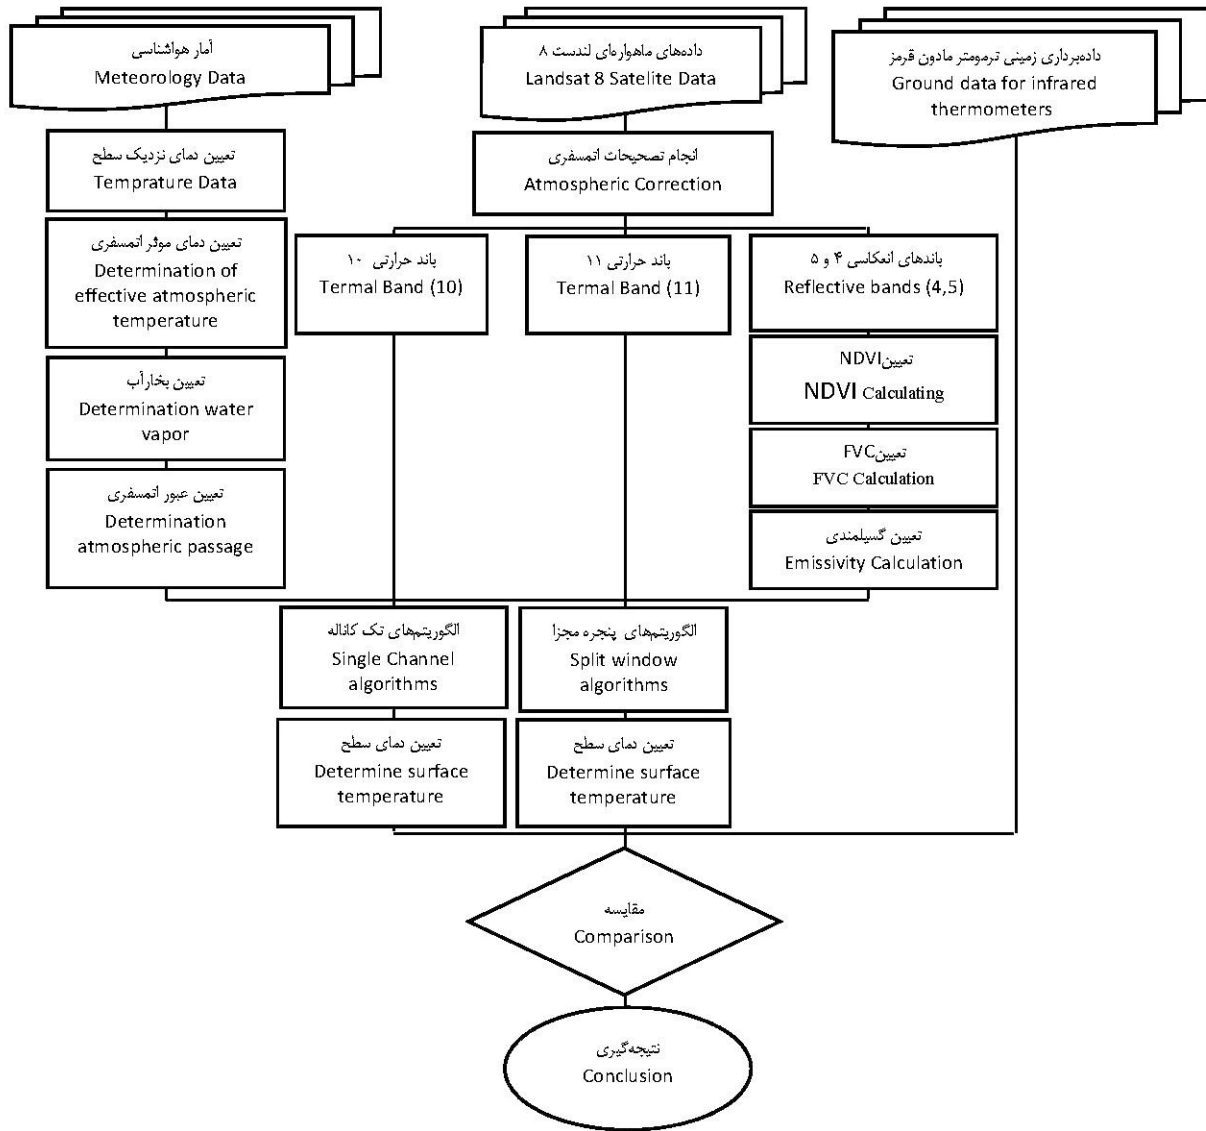 آمار هواشناسی
Meteorology Data
داده‌های ماهواره‌ای لندست ۸
Landsat 8 Satelite Data
داده‌برداری زمینی ترمومتر مادون قرمز
Ground data for infrared
thermometers
تعیین دمای نزدیک سطح
Temprature Data
انجام تصحیحات اتمسفری
Atmospheric Correction
تعیین دمای موثر اتمسفری
Determination of
effective atmospheric
temperature
باند حرارتی ۱۰
Termal Band (10)
باند حرارتی ۱۱
Termal Band (11)
باندهای انعکاسی ۴ و ۵
Reflective bands (4,5)
تعیین بخارآب
Determination water
vapor
تعیینNDVI
NDVI Calculating
تعیین عبور اتمسفری
Determination
atmospheric passage
تعیینFVC
FVC Calculation
تعیین گسیلمندی
Emissivity Calculation
الگوریتم‌های تک کاناله
Single Channel
algorithms
الگوریتم‌های پنجره مجزا
Split window
algorithms
تعیین دمای سطح
Determine surface
temperature
تعیین دمای سطح
Determine surface
temperature
مقایسه
Comparison
نتیجه‌گیری
Conclusion